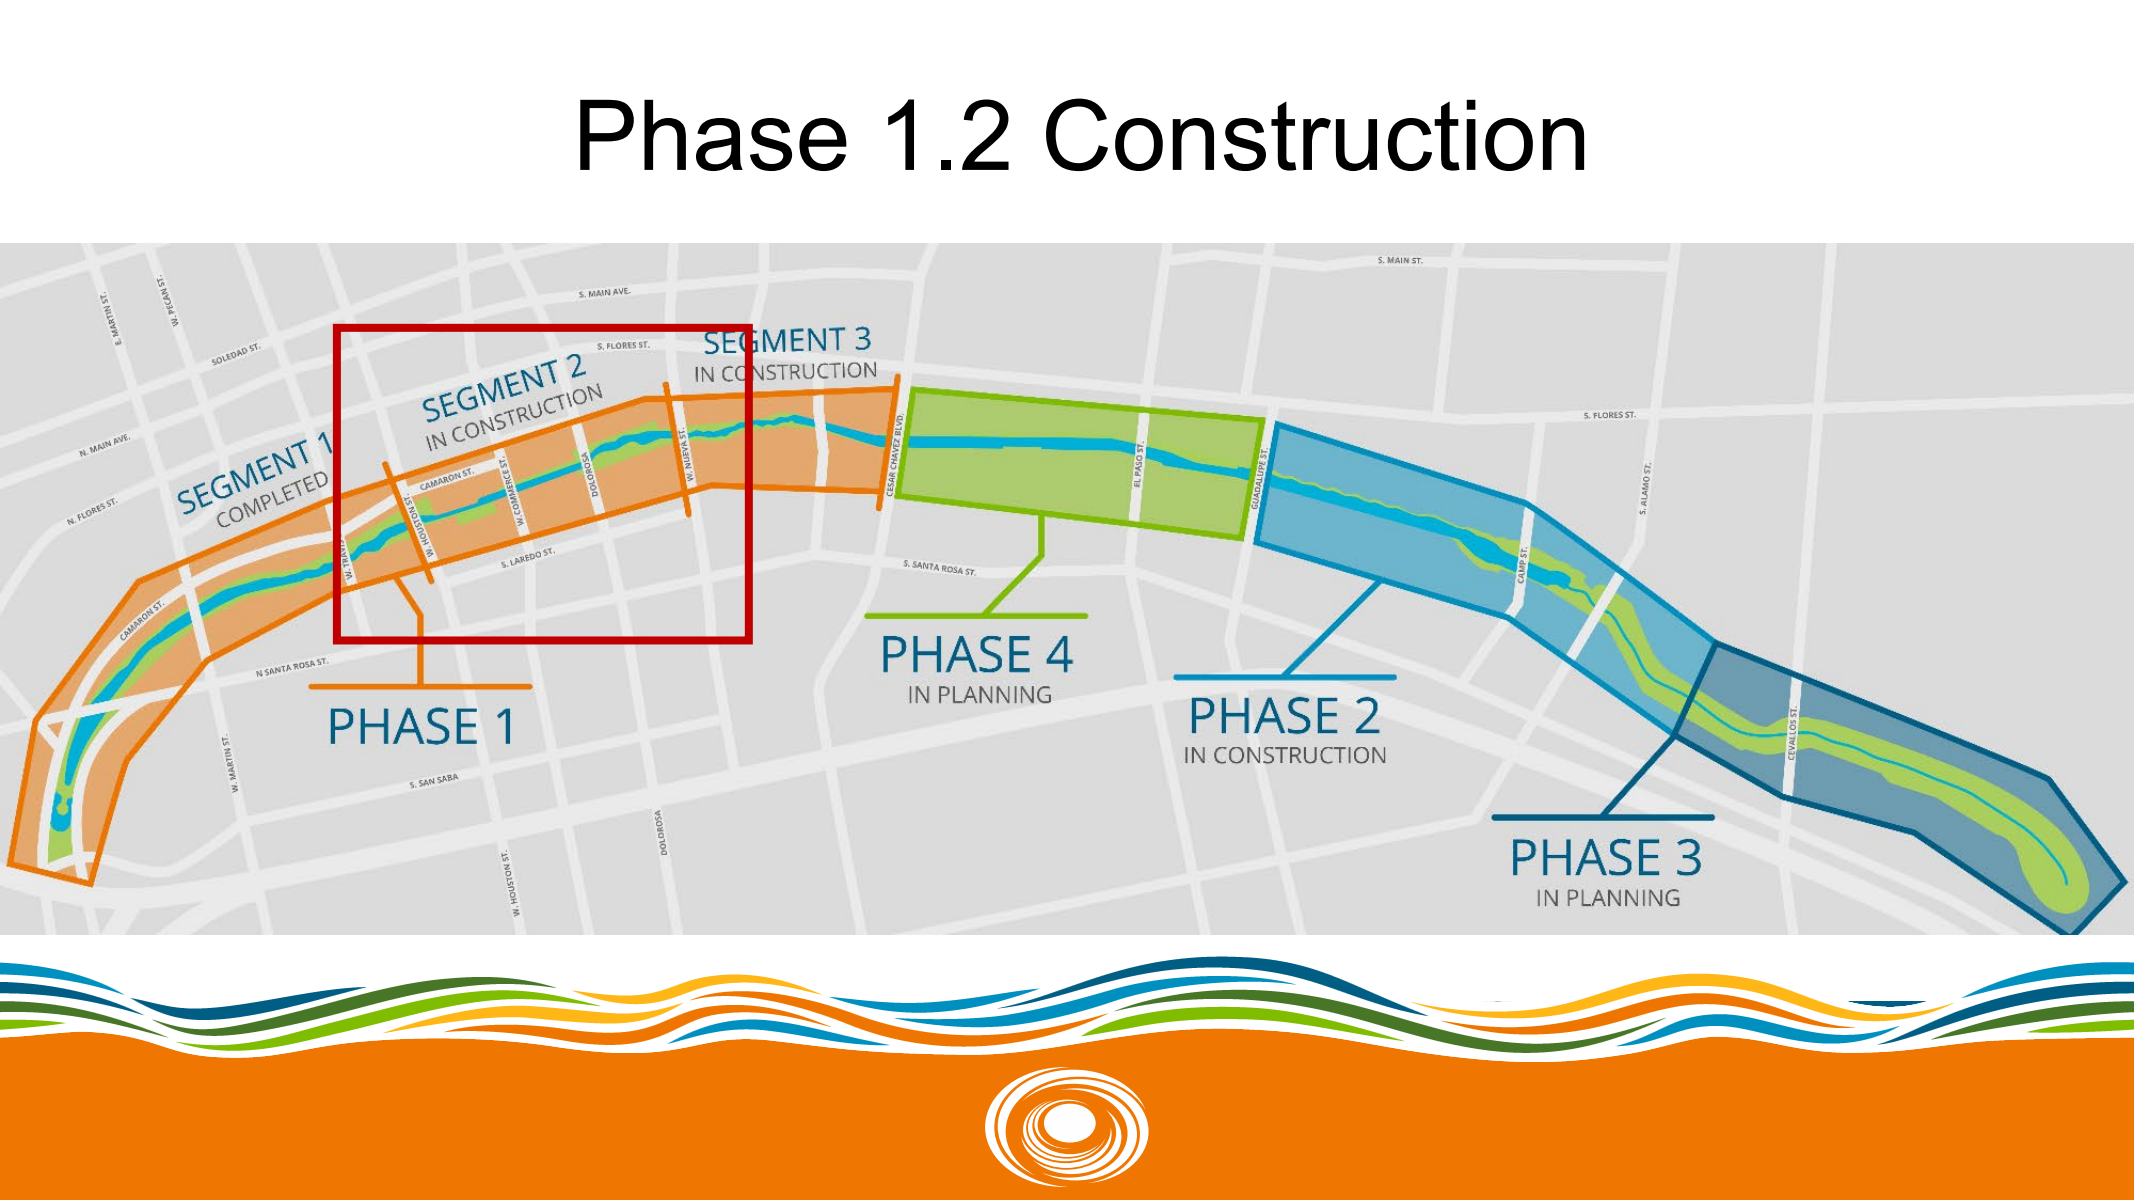 Phase 1.2 Construction
S. MAIN ST.
E. MARTIN ST.
W. PECAN ST.
S. MAIN AVE.
SOLEDAD ST.
S. FLORES ST.
SEGMENT 3
IN CONSTRUCTION
SEGMENT 2
IN CONSTRUCTION
S. FLORES ST.
N. MAIN AVE.
SEGMENT 1
COMPLETED
N. FLORES ST.
CAMARON ST.
W. HOUSTON ST.
W. COMMERCE ST.
DOLOROSA
W. NUEVA ST.
CESAR CHAVEZ BLVD.
EL PASO ST.
GUADALUPE ST.
S. ALAMO ST.
CAMP ST.
S. LAREDO ST.
S. SANTA ROSA ST.
CAMARON ST.
N SANTA ROSA ST.
PHASE 1
PHASE 4
IN PLANNING
PHASE 2
IN CONSTRUCTION
CEVALLOS ST.
W. MARTIN ST.
S. SAN SABA
DOLOROSA
W. HOUSTON ST.
PHASE 3
IN PLANNING